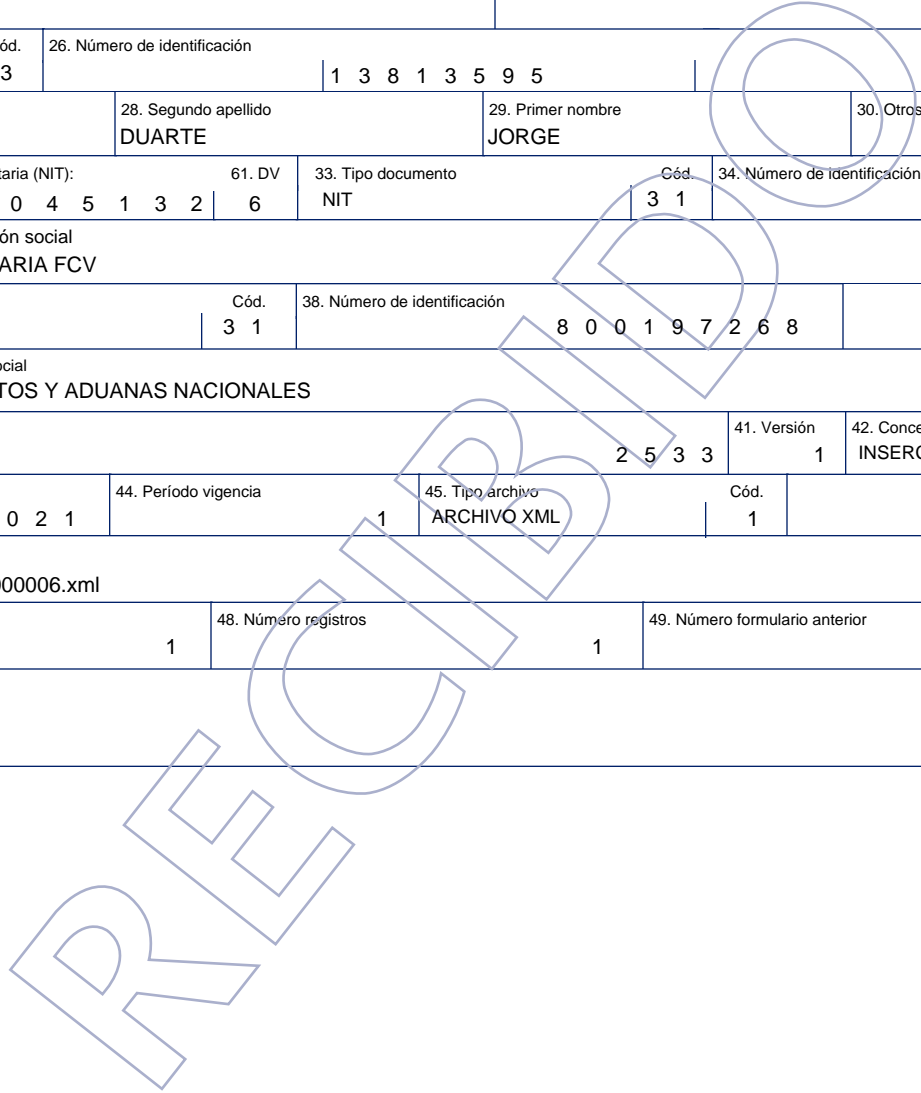 ód. 26. Número de identificación
3 1 3 8 1 3 5 9 5
28. Segundo apellido 29. Primer nombre 30. Otros
DUARTE JORGE
taria (NIT): 61. DV 33. Tipo documento Cód. 34. Número de identificación
0 4 5 1 3 2 6 NIT 3 1
ón social
ARIA FCV
Cód. 38. Número de identificación
3 1 8 0 0 1 9 7 2 6 8
ocial
TOS Y ADUANAS NACIONALES
41. Versión 42. Conce
2 5 3 3 1 INSERC
44. Período vigencia 45. Tipo archivo Cód.
0 2 1 1 ARCHIVO XML 1
000006.xml
48. Número registros 49. Número formulario anterior
1 1
RECIBIDO